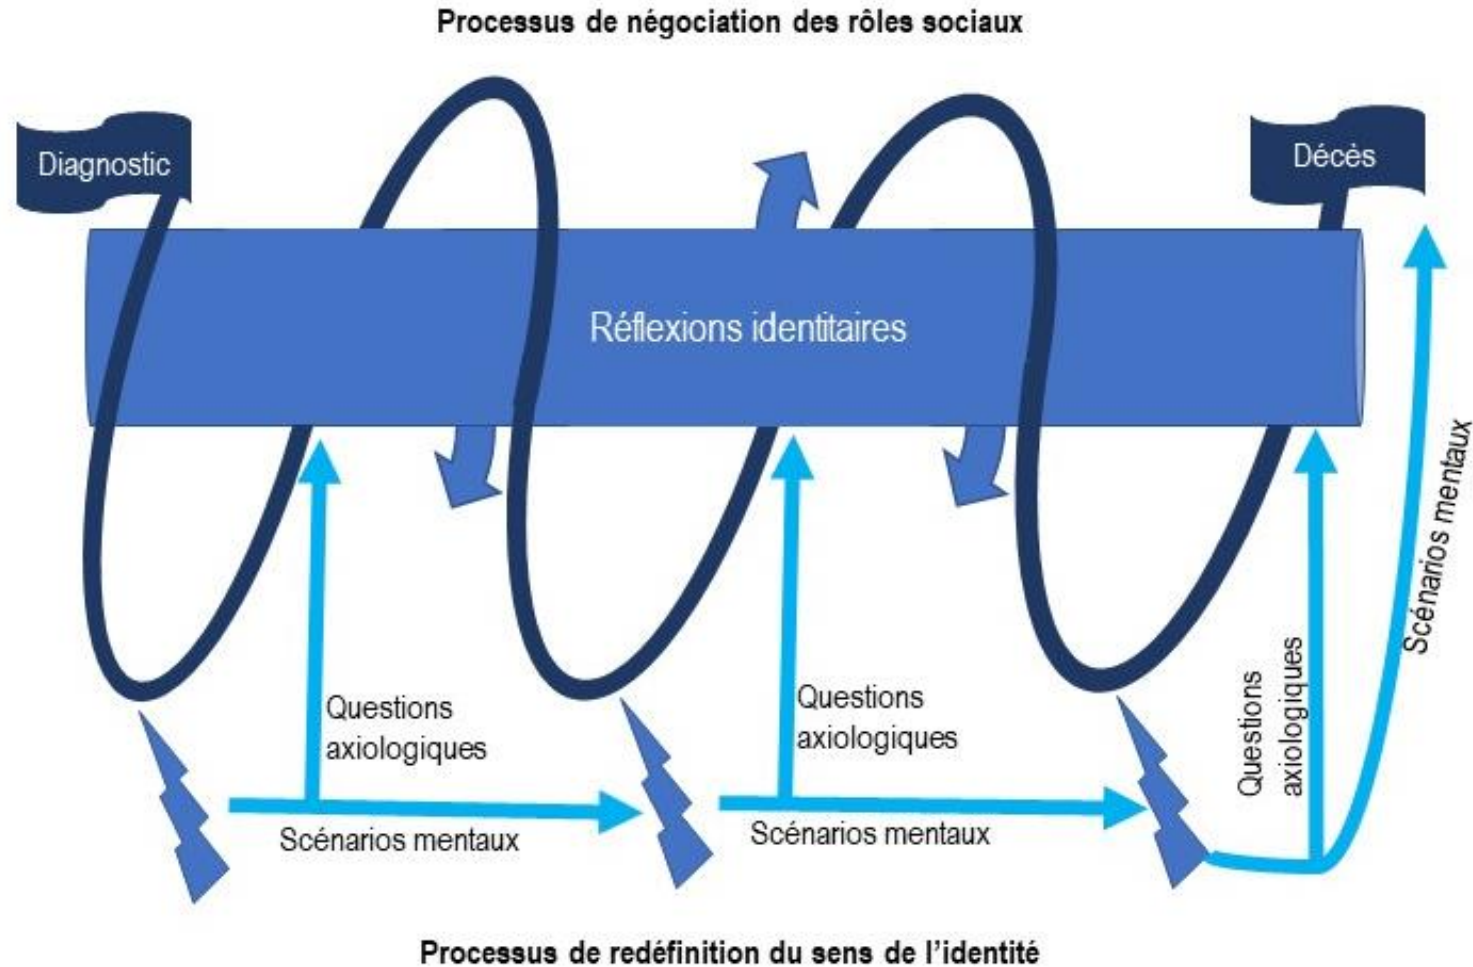 Processus de négociation des rôles sociaux
Diagnostic
Décès
Réflexions identitaires
Questions
axiologiques
Scénarios mentaux
Questions
axiologiques
Scénarios mentaux
Questions
axiologiques
Scénarios mentaux
Processus de redéfinition du sens de l’identité